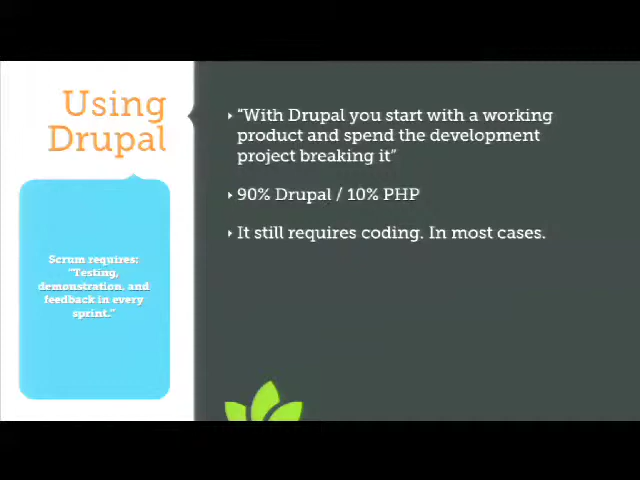 Using
Drupal
Scrum requires:
"Testing,
demonstration, and
feedback in every
sprint."
"With Drupal you start with a working
product and spend the development
project breaking it"
90% Drupal / 10% PHP
It still requires coding. In most cases.